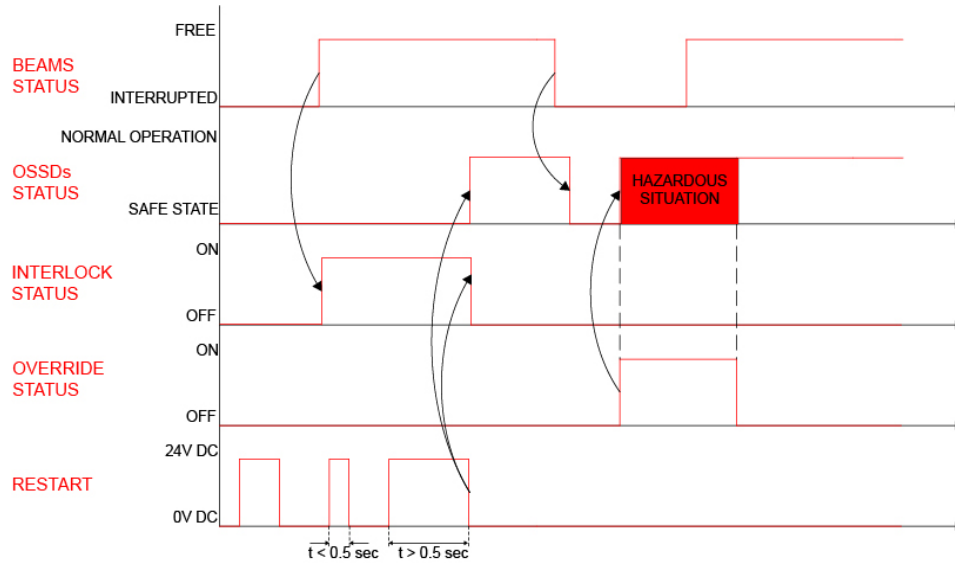 FREE
BEAMS
STATUS
INTERRUPTED
NORMAL OPERATION
OSSDs
STATUS
HAZARDOUS
SITUATION
SAFE STATE
ON
INTERLOCK
STATUS
OFF
ON
OVERRIDE
STATUS
OFF
24V DC
RESTART
0V DC
t < 0.5 sec
t > 0.5 sec